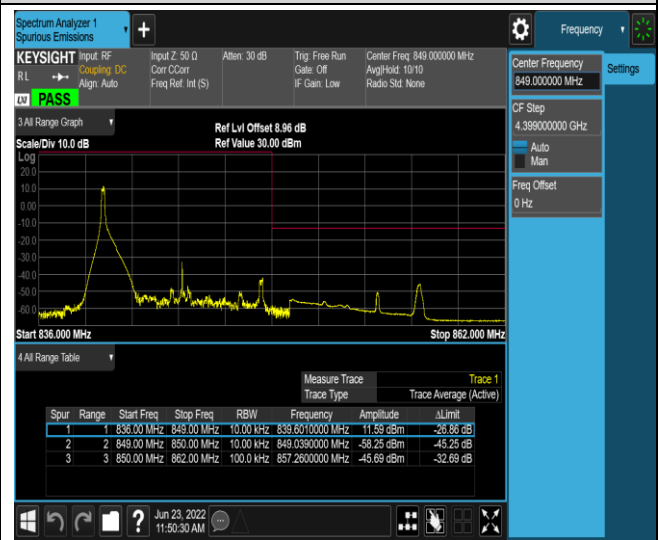 Spectrum Analyzer 1
Spurious Emissions
Frequency
KEYSIGHT Input: RF Input Z: 50 Ω Atten: 30 dB Trig: Free Run Center Freq: 849.000000 MHz
RL Coupling: DC Corr CCorr Gate: Off Avg|Hold: 10/10
Align: Auto Freq Ref: Int (S) IF Gain: Low Radio Std: None
LXI PASS
Center Frequency
849.000000 MHz
Settings
CF Step
4.399000000 GHz
Auto
Man
Freq Offset
0 Hz
3 All Range Graph
Ref Lvl Offset 8.96 dB
Scale/Div 10.0 dB Ref Value 30.00 dBm
Log
20.0
10.0
0.00
-10.0
-20.0
-30.0
-40.0
-50.0
-60.0
Start 836.000 MHz Stop 862.000 MHz
4 All Range Table
Measure Trace Trace 1
Trace Type Trace Average (Active)
Spur Range Start Freq Stop Freq RBW Frequency Amplitude ΔLimit
1 1 836.00 MHz 849.00 MHz 10.00 kHz 839.6010000 MHz 11.59 dBm -26.86 dB
2 2 849.00 MHz 850.00 MHz 10.00 kHz 849.0390000 MHz -58.25 dBm -45.25 dB
3 3 850.00 MHz 862.00 MHz 100.0 kHz 857.2600000 MHz -45.69 dBm -32.69 dB
Jun 23, 2022
11:50:30 AM